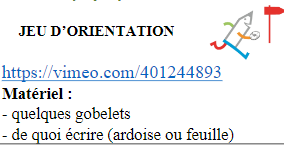 JEU D’ORIENTATION
https://vimeo.com/401244893
Matériel :
- quelques gobelets
- de quoi écrire (ardoise ou feuille)